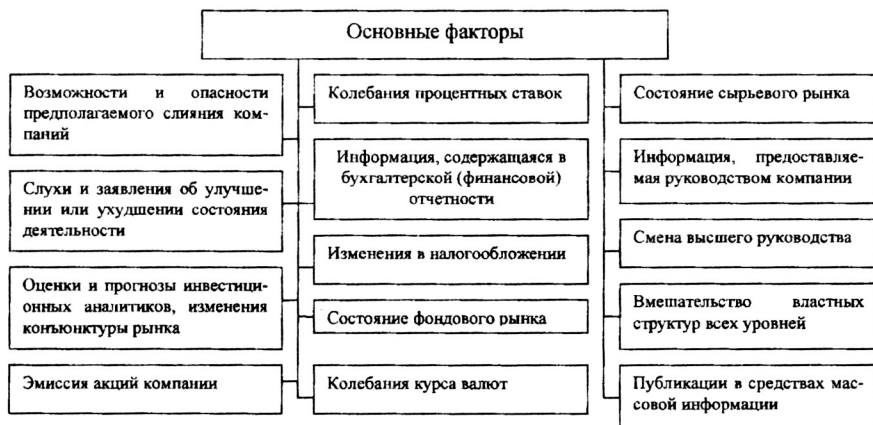 Основные факторы
Возможности и опасности
предполагаемого слияния ком-
паний
Слухи и заявления об улучше-
нии или ухудшении состояния
деятельности
Оценки и прогнозы инвестици-
онных аналитиков, изменения
конъюнктуры рынка
Эмиссия акций компании
Колебания процентных ставок
Информация, содержащаяся в
бухгалтерской (финансовой)
отчетности
Изменения в налогообложении
Состояние фондового рынка
Колебания курса валют
Состояние сырьевого рынка
Информация, предоставляе-
мая руководством компании
Смена высшего руководства
Вмешательство властных
структур всех уровней
Публикации в средствах мас-
совой информации